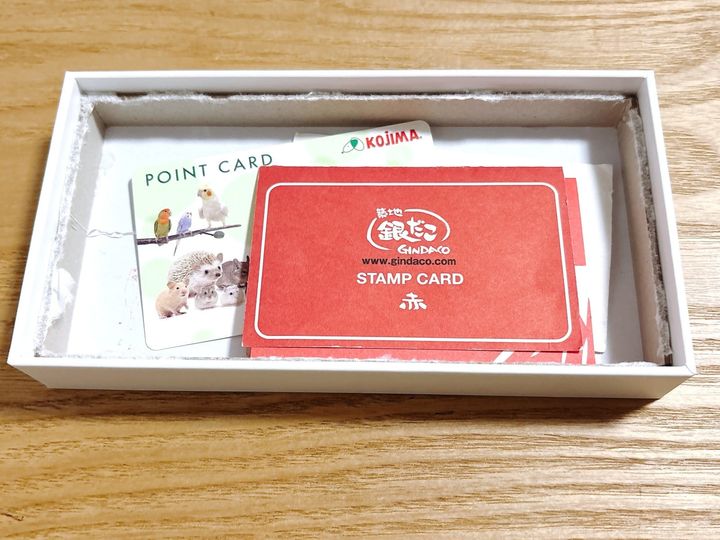 POINT CARD
KOJIMA
築地
銀だこ
GINDACO
www.gindaco.com
STAMP CARD
赤